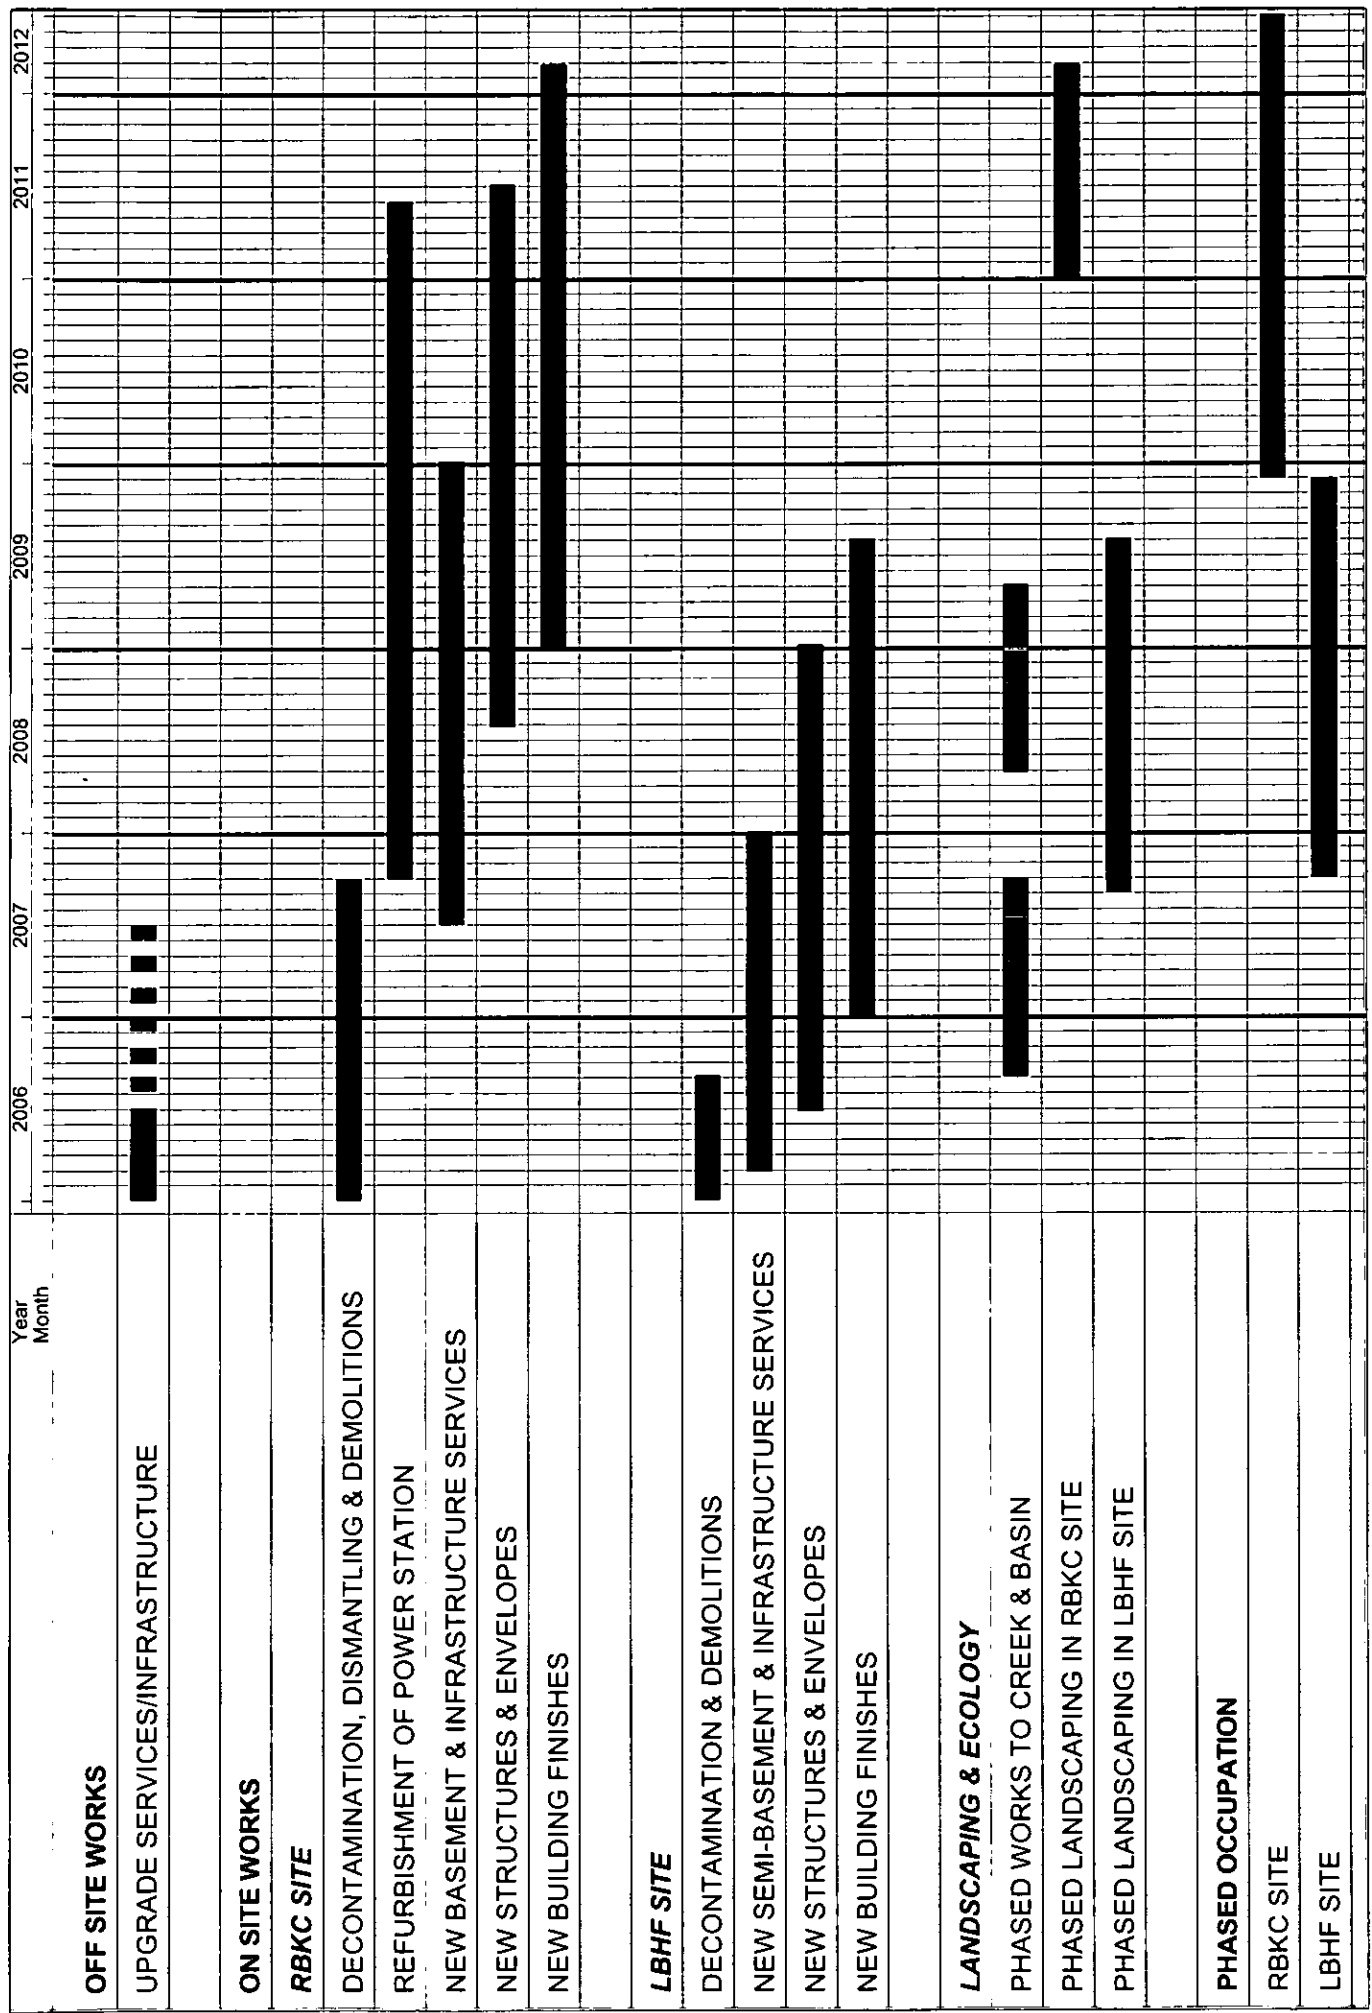 Year 2006 2007 2008 2009 2010 2011 2012
Month
OFF SITE WORKS
UPGRADE SERVICES/INFRASTRUCTURE
ON SITE WORKS
RBKC SITE
DECONTAMINATION, DISMANTLING & DEMOLITIONS
REFURBISHMENT OF POWER STATION
NEW BASEMENT & INFRASTRUCTURE SERVICES
NEW STRUCTURES & ENVELOPES
NEW BUILDING FINISHES
LBHF SITE
DECONTAMINATION & DEMOLITIONS
NEW SEMI-BASEMENT & INFRASTRUCTURE SERVICES
NEW STRUCTURES & ENVELOPES
NEW BUILDING FINISHES
LANDSCAPING & ECOLOGY
PHASED WORKS TO CREEK & BASIN
PHASED LANDSCAPING IN RBKC SITE
PHASED LANDSCAPING IN LBHF SITE
PHASED OCCUPATION
RBKC SITE
LBHF SITE